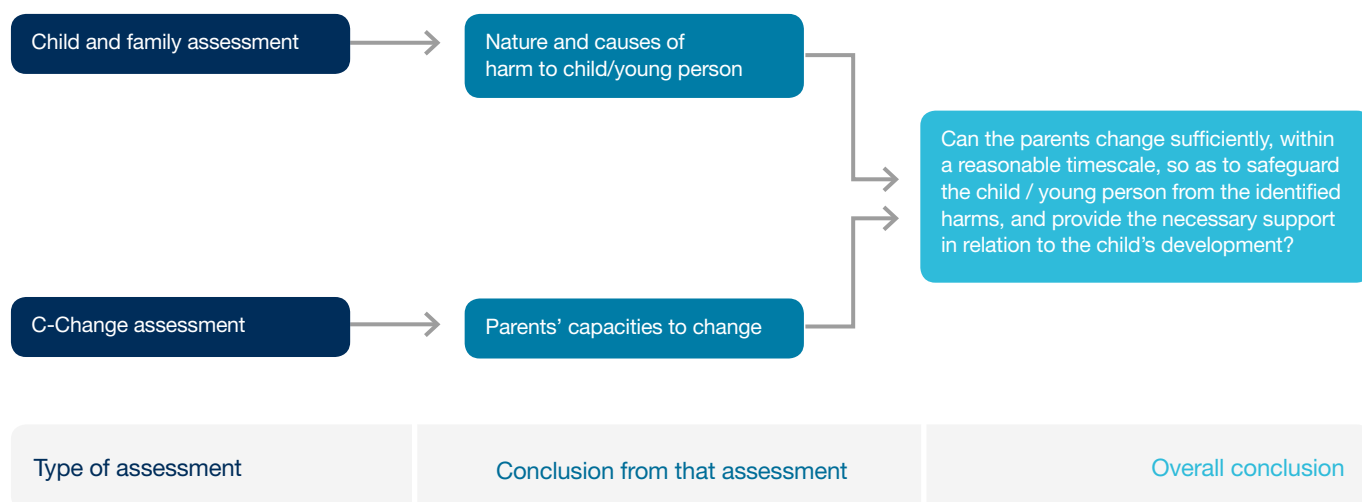 Child and family assessment
Nature and causes of
harm to child/young person
Can the parents change sufficiently, within
a reasonable timescale, so as to safeguard
the child / young person from the identified
harms, and provide the necessary support
in relation to the child’s development?
C-Change assessment
Parents’ capacities to change
Type of assessment
Conclusion from that assessment
Overall conclusion